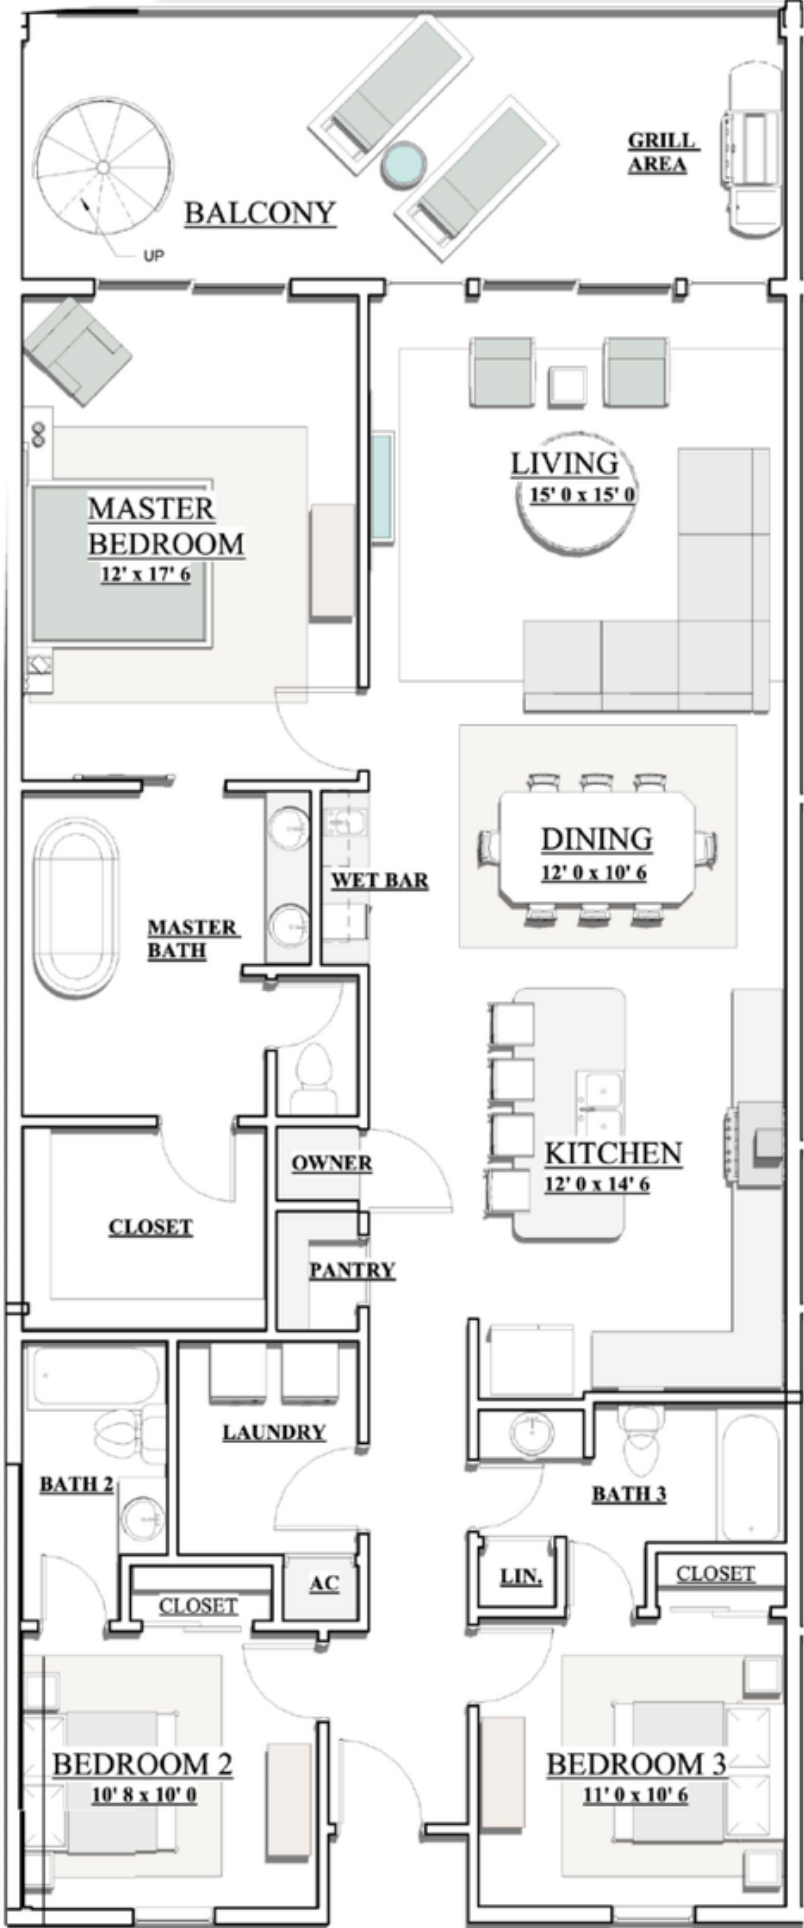 GRILL
AREA
BALCONY
UP
LIVING
15' 0 x 15' 0
MASTER
BEDROOM
12' x 17' 6
DINING
12' 0 x 10' 6
WET BAR
MASTER
BATH
KITCHEN
12' 0 x 14' 6
OWNER
CLOSET
PANTRY
LAUNDRY
BATH 2
BATH 3
AC
LIN.
CLOSET
CLOSET
BEDROOM 2
10' 8 x 10' 0
BEDROOM 3
11' 0 x 10' 6